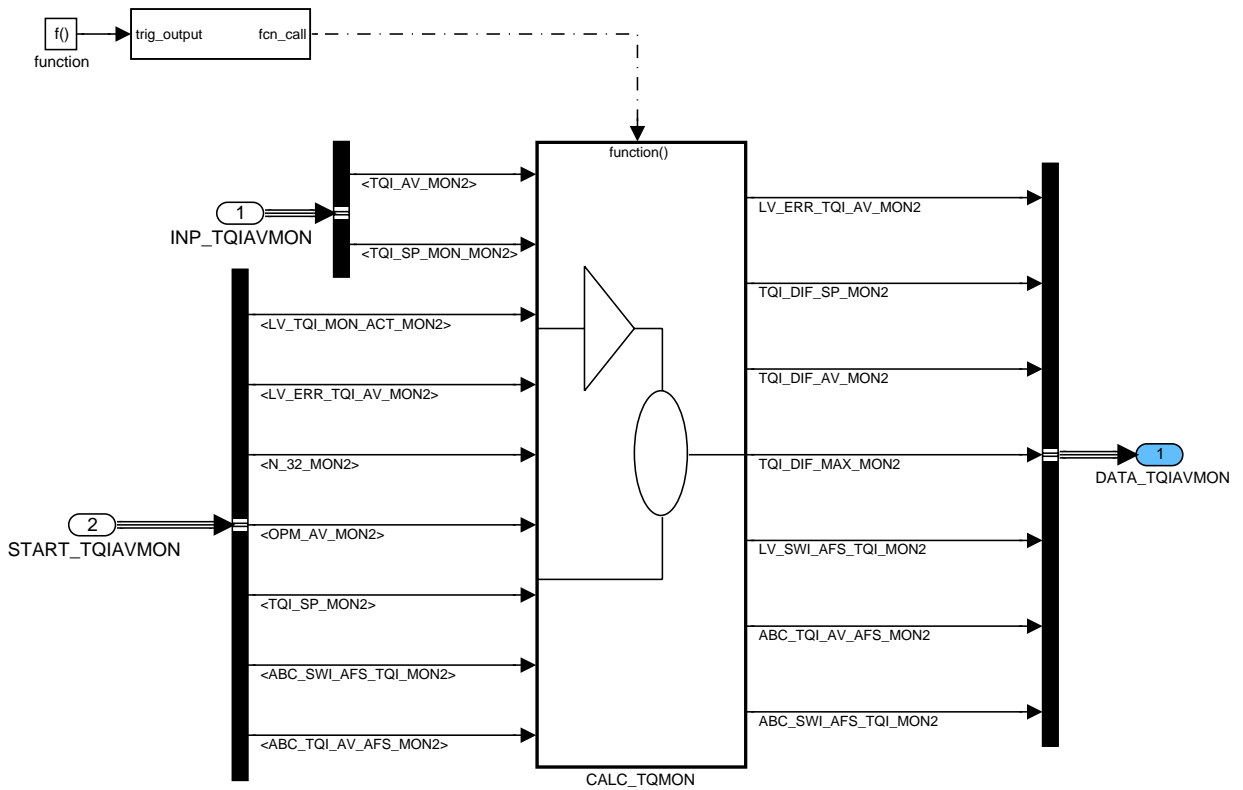 f()
function
trig_output
fcn_call
function()
<TQI_AV_MON2>
1
INP_TQIAVMON
<TQI_SP_MON_MON2>
<LV_TQI_MON_ACT_MON2>
<LV_ERR_TQI_AV_MON2>
<N_32_MON2>
2
START_TQIAVMON
<OPM_AV_MON2>
<TQI_SP_MON2>
<ABC_SWI_AFS_TQI_MON2>
<ABC_TQI_AV_AFS_MON2>
CALC_TQMON
LV_ERR_TQI_AV_MON2
TQI_DIF_SP_MON2
TQI_DIF_AV_MON2
TQI_DIF_MAX_MON2
LV_SWI_AFS_TQI_MON2
ABC_TQI_AV_AFS_MON2
ABC_SWI_AFS_TQI_MON2
1
DATA_TQIAVMON